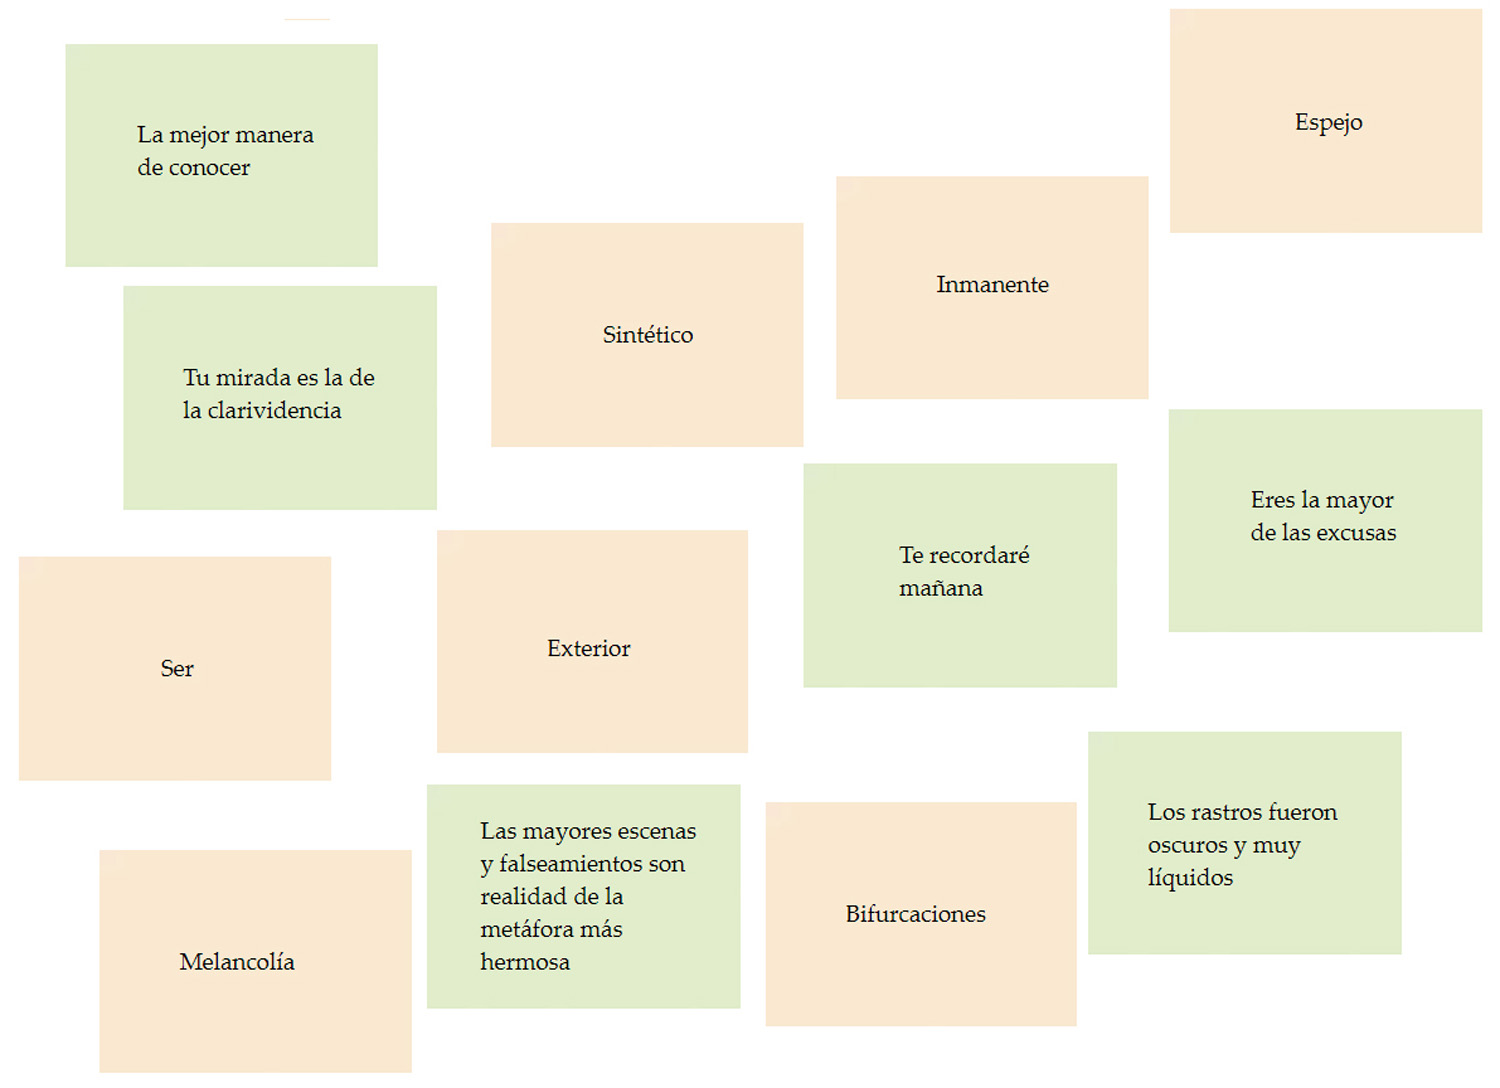 La mejor manera
de conocer
Espejo
Inmanente
Sintético
Tu mirada es la de
la clarividencia
Eres la mayor
de las excusas
Te recordaré
mañana
Ser
Exterior
Las mayores escenas
y falseamientos son
realidad de la
metáfora más
hermosa
Los rastros fueron
oscuros y muy
líquidos
Bifurcaciones
Melancolía